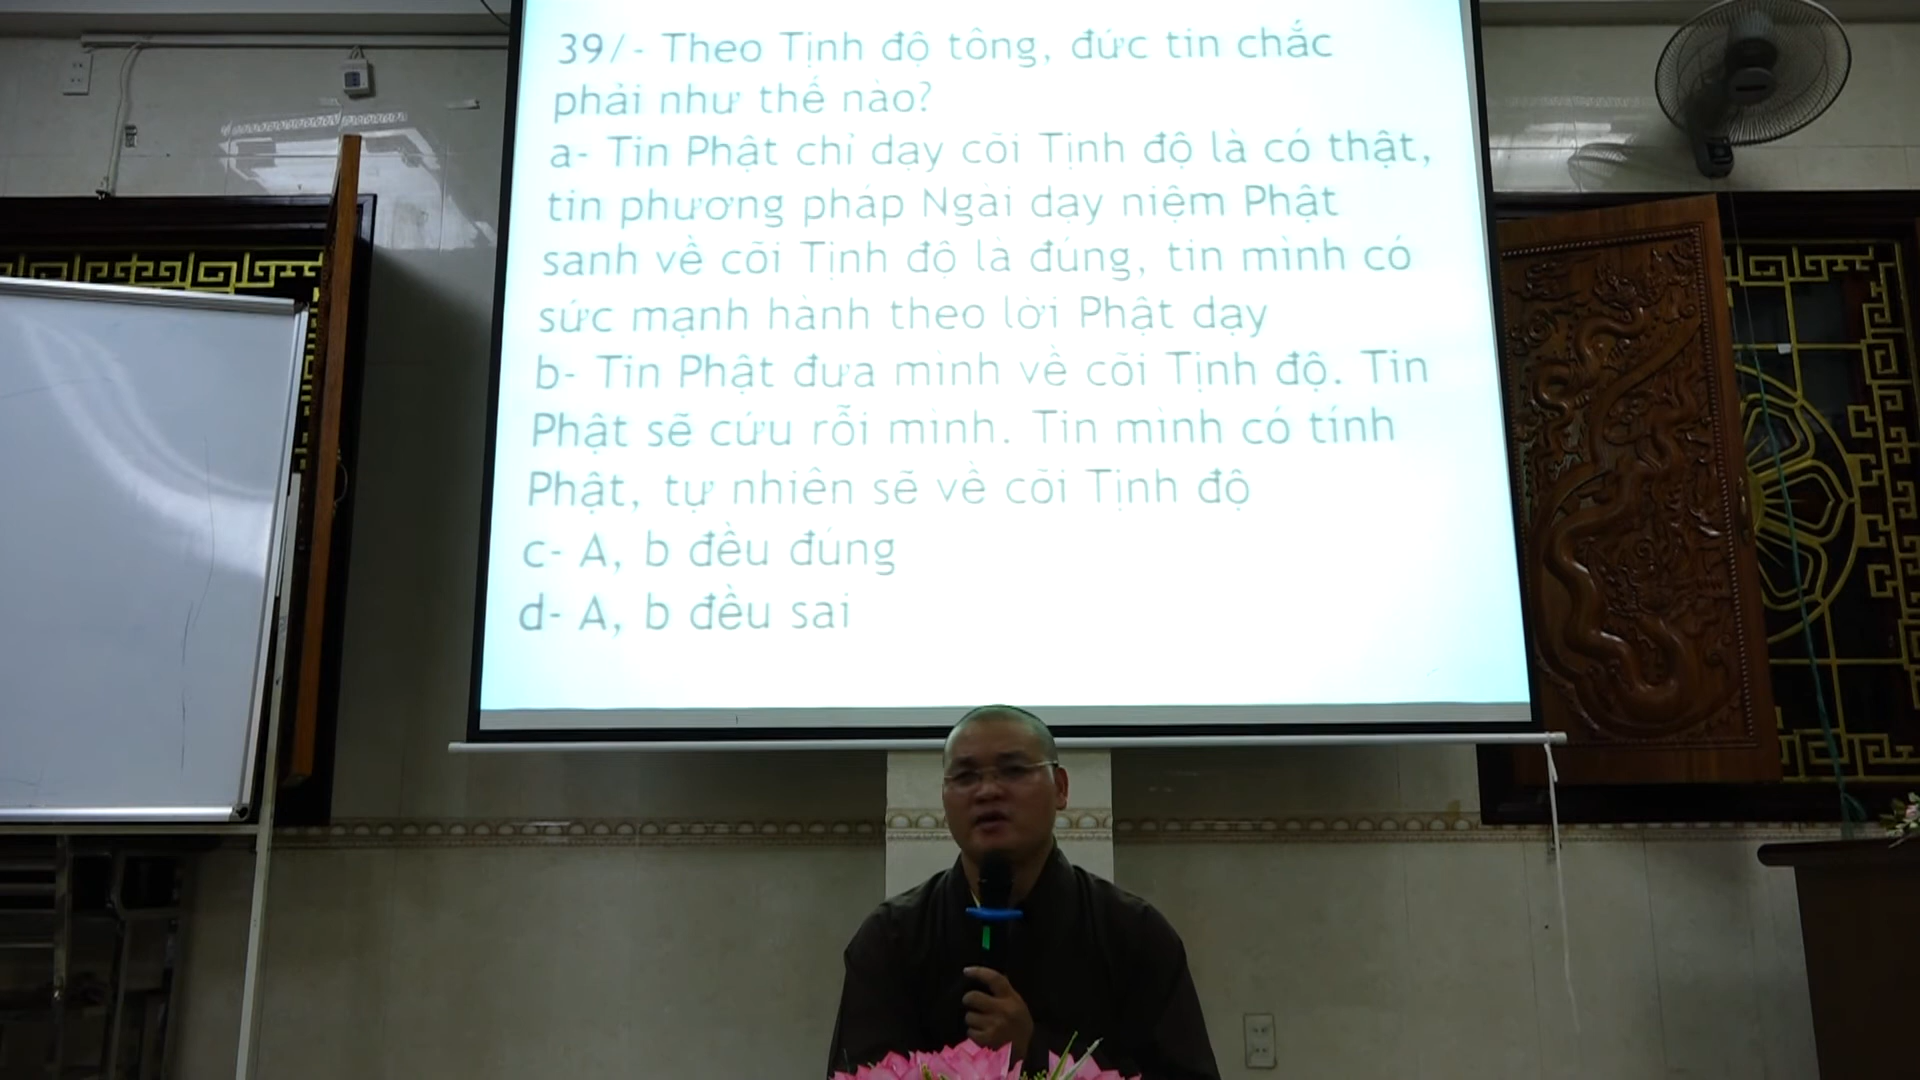 39/- Theo Tịnh độ tông, đức tin chắc
phải như thế nào?
a- Tin Phật chỉ dạy cõi Tịnh độ là có thật,
tin phương pháp Ngài dạy niệm Phật
sanh về cõi Tịnh độ là đúng, tin mình có
sức mạnh hành theo lời Phật dạy
b- Tin Phật đưa mình về cõi Tịnh độ. Tin
Phật sẽ cứu rỗi mình. Tin mình có tính
Phật, tự nhiên sẽ về cõi Tịnh độ
c- A, b đều đúng
d- A, b đều sai